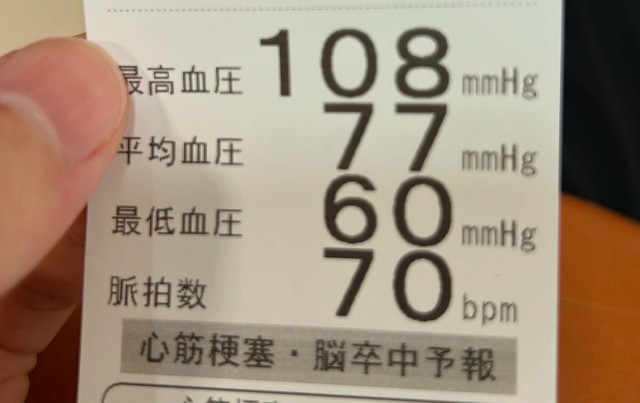 最高血圧 108 mmHg
平均血圧 77 mmHg
最低血圧 60 mmHg
脈拍数 70 bpm
心筋梗塞・脳卒中予報